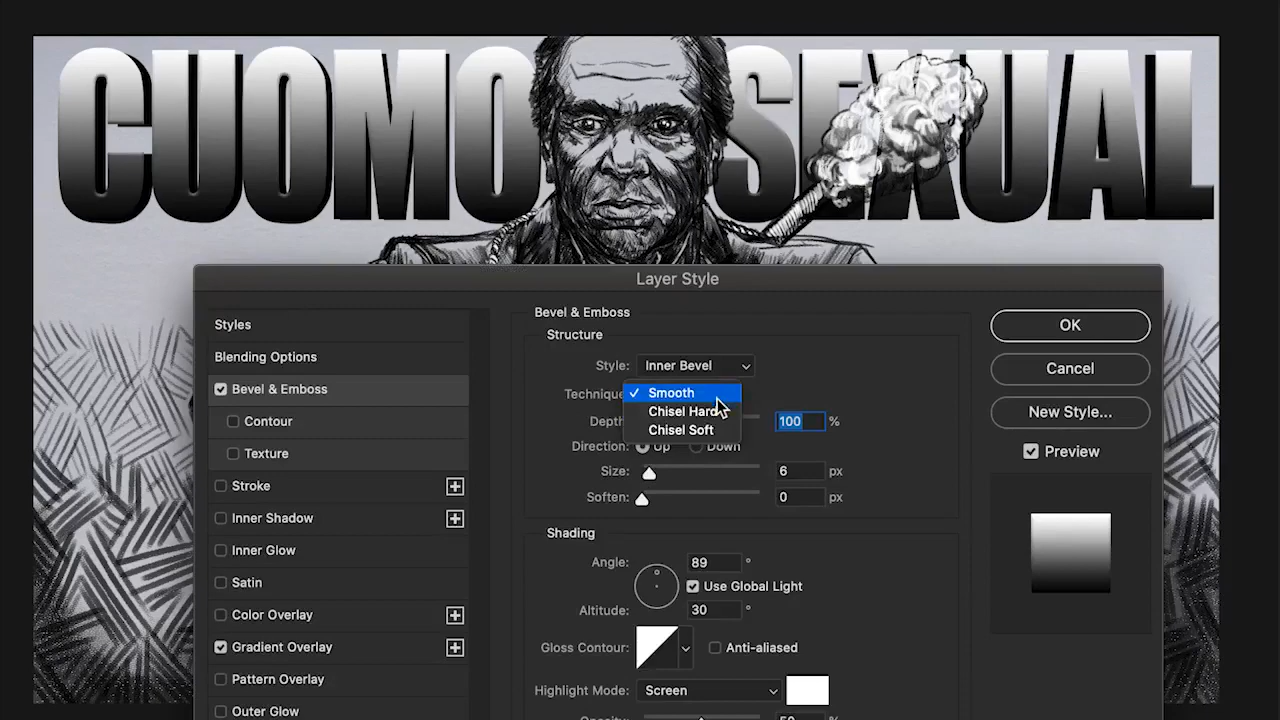 CUOMO SEXUAL
Layer Style
Styles
Blending Options
Bevel & Emboss
Contour
Texture
Stroke
Inner Shadow
Inner Glow
Satin
Color Overlay
Gradient Overlay
Pattern Overlay
Outer Glow
Bevel & Emboss
Structure
Style: Inner Bevel
Technique
Smooth
Chisel Hard
Chisel Soft
Depth 100 %
Direction: Up Down
Size: 6 px
Soften: 0 px
Shading
Angle: 89 °
Use Global Light
Altitude: 30 °
Gloss Contour: Anti-aliased
Highlight Mode: Screen
OK
Cancel
New Style...
Preview